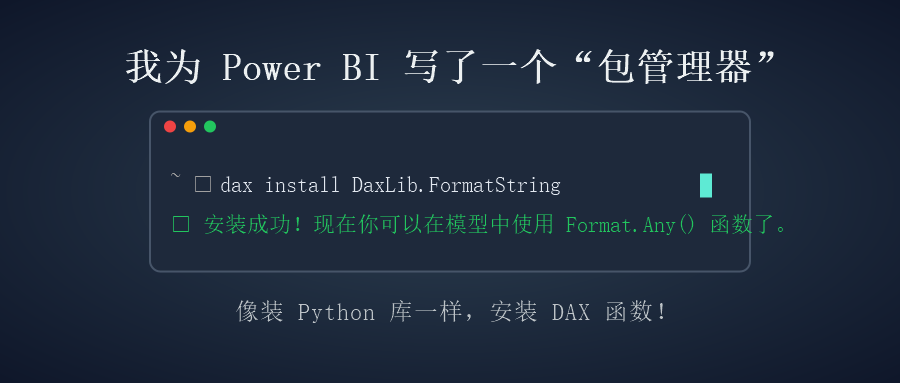 我为 Power BI 写了一个“包管理器”
~ □ dax install DaxLib.FormatString
□ 安装成功！现在你可以在模型中使用 Format.Any() 函数了。
像装 Python 库一样，安装 DAX 函数！